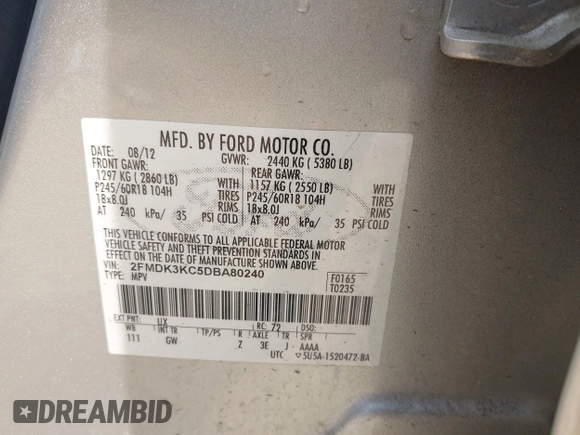 MFD. BY FORD MOTOR CO.
DATE: 08/12 GVWR: 2440 KG ( 5380 LB)
FRONT GAWR: REAR GAWR:
1297 KG ( 2860 LB) WITH 1157 KG ( 2550 LB) WITH
P245/60R18 104H TIRES P245/60R18 104H TIRES
18x8.0J RIMS 18x8.0J RIMS
AT 240 kPa/ 35 PSI COLD AT 240 kPa/ 35 PSI COLD
THIS VEHICLE CONFORMS TO ALL APPLICABLE FEDERAL MOTOR
VEHICLE SAFETY AND THEFT PREVENTION STANDARDS IN
EFFECT ON THE DATE OF MANUFACTURE SHOWN ABOVE.
VIN: 2FMDK3KC5DBA80240
TYPE: MPV
F0165
T0235
EXT PNT: UX RC: 72 DSO:
WB INT TR TP/PS R AXLE TR SPR
111 GW Z 3E J AAAA
UTC ▽5U5A-1520472-BA
DREAMBID